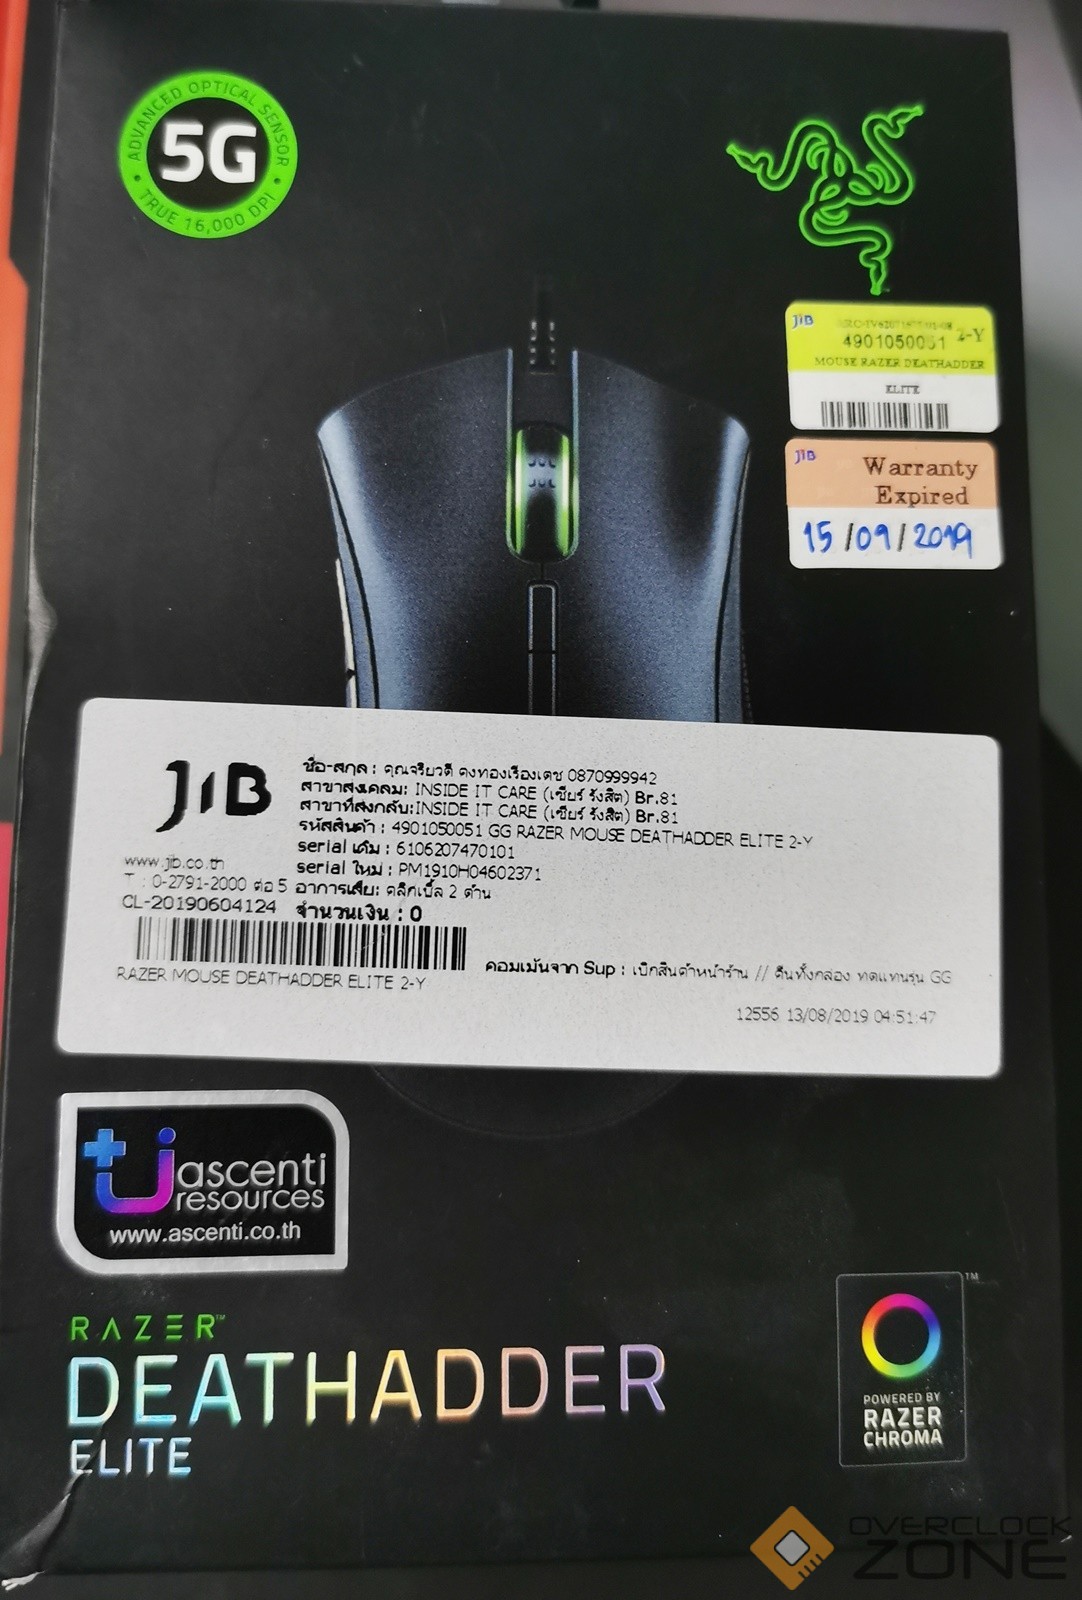 ADVANCED OPTICAL SENSOR
5G
TRUE 16,000 DPI
JIB
2-Y
4901050051
MOUSE RAZER DEATHADDER
ELITE
JIB
Warranty
Expired
15/09/2019
JIB
ชื่อ-สกุล : คุณจริยวดี คงทองเรืองเดช 0870999942
สาขาส่งเคลม: INSIDE IT CARE (เซียร์ รังสิต) Br.81
สาขาที่ส่งกลับ:INSIDE IT CARE (เซียร์ รังสิต) Br.81
รหัสสินค้า : 4901050051 GG RAZER MOUSE DEATHADDER ELITE 2-Y
serial เดิม : 6106207470101
www.jib.co.th
serial ใหม่ : PM1910H04602371
T : 0-2791-2000 ต่อ 5
อาการเสีย: คลิกเบิ้ล 2 ด้าน
CL-20190604124
จำนวนเงิน : 0
RAZER MOUSE DEATHADDER ELITE 2-Y
คอมเม้นจาก Sup : เบิกสินค้าหน้าร้าน // คืนทั้งกล่อง ทดแทนรุ่น GG
12556 13/08/2019 04:51:47
ascenti
resources
www.ascenti.co.th
RAZER™
DEATHADDER
ELITE
TM
POWERED BY
RAZER
CHROMA
OVERCLOCK
ZONE